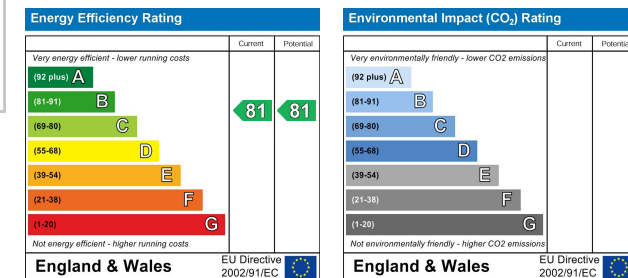 Energy Efficiency Rating
Current Potential
Very energy efficient - lower running costs
(92 plus) A
(81-91) B
81 81
(69-80) C
(55-68) D
(39-54) E
(21-38) F
(1-20) G
Not energy efficient - higher running costs
England & Wales
EU Directive
2002/91/EC
Environmental Impact (CO₂) Rating
Current Potentia
Very environmentally friendly - lower CO2 emissions
(92 plus) A
(81-91) B
(69-80) C
(55-68) D
(39-54) E
(21-38) F
(1-20) G
Not environmentally friendly - higher CO2 emissions
England & Wales
EU Directive
2002/91/EC